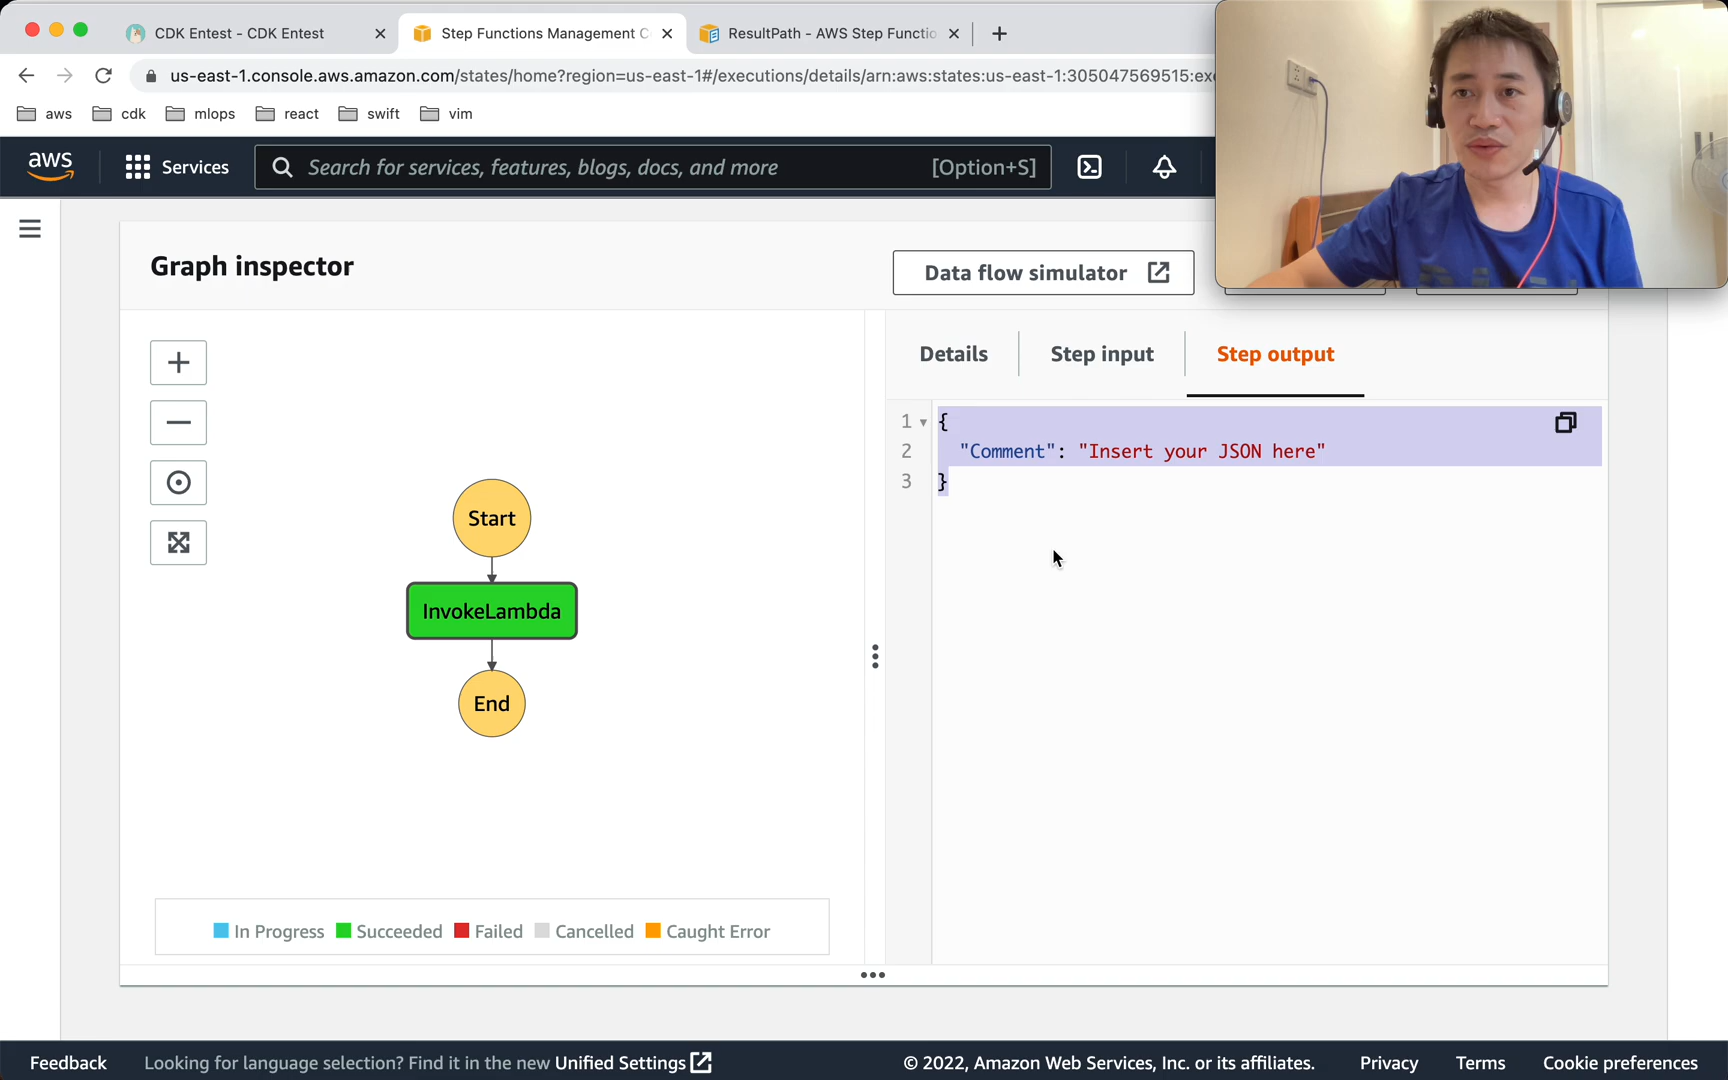 CDK Entest - CDK Entest
Step Functions Management C
ResultPath - AWS Step Functio
us-east-1.console.aws.amazon.com/states/home?region=us-east-1#/executions/details/arn:aws:states:us-east-1:305047569515:exe
aws
cdk
mlops
react
swift
vim
aws
Services
Search for services, features, blogs, docs, and more
[Option+S]
Graph inspector
Data flow simulator
Details
Step input
Step output
1 {
2 "Comment": "Insert your JSON here"
3 }
Start
InvokeLambda
End
In Progress
Succeeded
Failed
Cancelled
Caught Error
Feedback
Looking for language selection? Find it in the new Unified Settings
© 2022, Amazon Web Services, Inc. or its affiliates.
Privacy
Terms
Cookie preferences